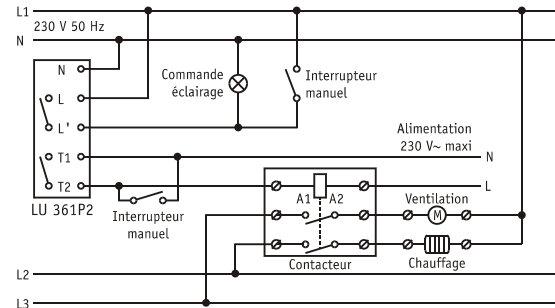 L1
230 V 50 Hz
N
N
L
L'
T1
T2
LU 361P2
Commande
éclairage
Interrupteur
manuel
Alimentation
230 V~ maxi
N
L
Interrupteur
manuel
A1 A2
Contacteur
Ventilation
M
Chauffage
L2
L3